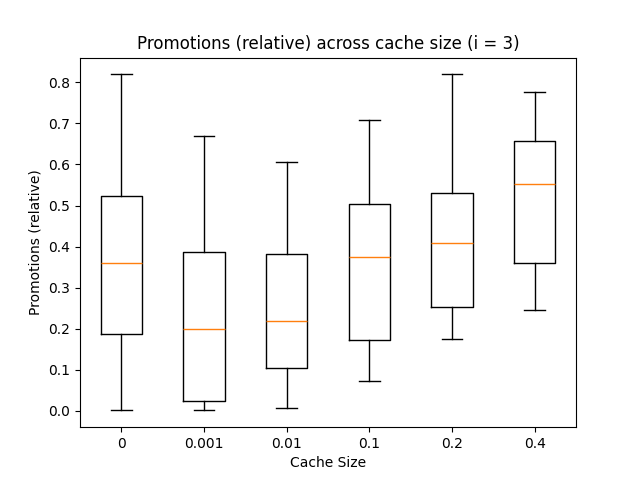 Promotions (relative) across cache size (i = 3)
Promotions (relative)
0.8
0.7
0.6
0.5
0.4
0.3
0.2
0.1
0.0
0 0.001 0.01 0.1 0.2 0.4
Cache Size